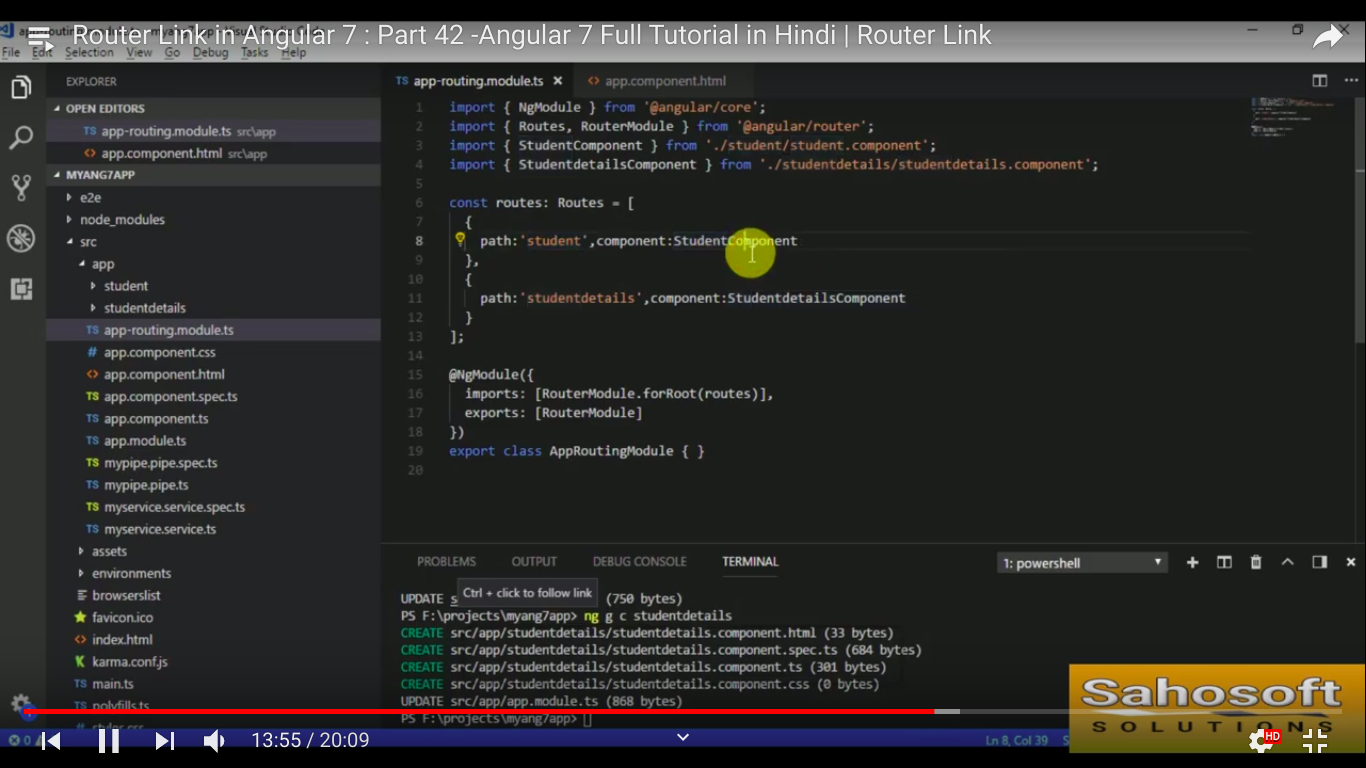 Router Link in Angular 7 : Part 42 -Angular 7 Full Tutorial in Hindi | Router Link
File Edit Selection View Go Debug Tasks Help
EXPLORER
OPEN EDITORS
TS app-routing.module.ts src\app
<> app.component.html src\app
MYANG7APP
e2e
node_modules
src
app
student
studentdetails
TS app-routing.module.ts
# app.component.css
<> app.component.html
TS app.component.spec.ts
TS app.component.ts
TS app.module.ts
TS mypipe.pipe.spec.ts
TS mypipe.pipe.ts
TS myservice.service.spec.ts
TS myservice.service.ts
assets
environments
browserslist
favicon.ico
<> index.html
K karma.conf.js
TS main.ts
TS polyfills.ts
# styles.css
TS app-routing.module.ts
<> app.component.html
1 import { NgModule } from '@angular/core';
2 import { Routes, RouterModule } from '@angular/router';
3 import { StudentComponent } from './student/student.component';
4 import { StudentdetailsComponent } from './studentdetails/studentdetails.component';
5
6 const routes: Routes = [
7 {
8 path:'student',component:StudentComponent
9 },
10 {
11 path:'studentdetails',component:StudentdetailsComponent
12 }
13 ];
14
15 @NgModule({
16 imports: [RouterModule.forRoot(routes)],
17 exports: [RouterModule]
18 })
19 export class AppRoutingModule { }
20
PROBLEMS OUTPUT DEBUG CONSOLE TERMINAL 1: powershell
Ctrl + click to follow link
UPDATE (750 bytes)
PS F:\projects\myang7app> ng g c studentdetails
CREATE src/app/studentdetails/studentdetails.component.html (33 bytes)
CREATE src/app/studentdetails/studentdetails.component.spec.ts (684 bytes)
CREATE src/app/studentdetails/studentdetails.component.ts (301 bytes)
CREATE src/app/studentdetails/studentdetails.component.css (0 bytes)
UPDATE src/app/app.module.ts (868 bytes)
PS F:\projects\myang7app>
Sahosoft
SOLUTIONS
0
13:55 / 20:09
Ln 8, Col 39
HD